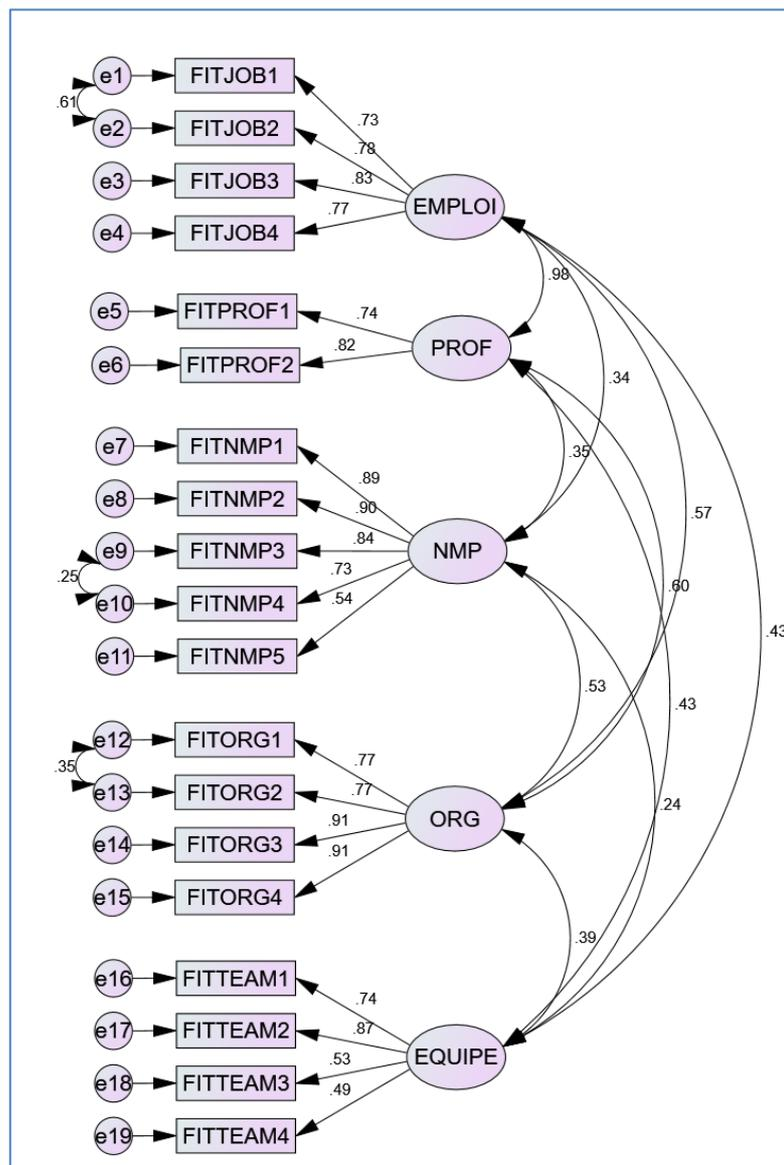 e1 FITJOB1
.61 .73
e2 FITJOB2 .78
e3 FITJOB3 .83
EMPLOI
e4 FITJOB4 .77
.98
e5 FITPROF1 .74
PROF
e6 FITPROF2 .82
.34
e7 FITNMP1
.35
e8 FITNMP2 .89
.90 .57
e9 FITNMP3 .84 NMP
.25 .73
e10 FITNMP4 .60
.54
e11 FITNMP5 .43
.53 .43
e12 FITORG1
.35 .77
e13 FITORG2 .77
.24
.91 ORG
e14 FITORG3 .91
e15 FITORG4
.39
e16 FITTEAM1
.74
e17 FITTEAM2 .87
.53 EQUIPE
e18 FITTEAM3
.49
e19 FITTEAM4